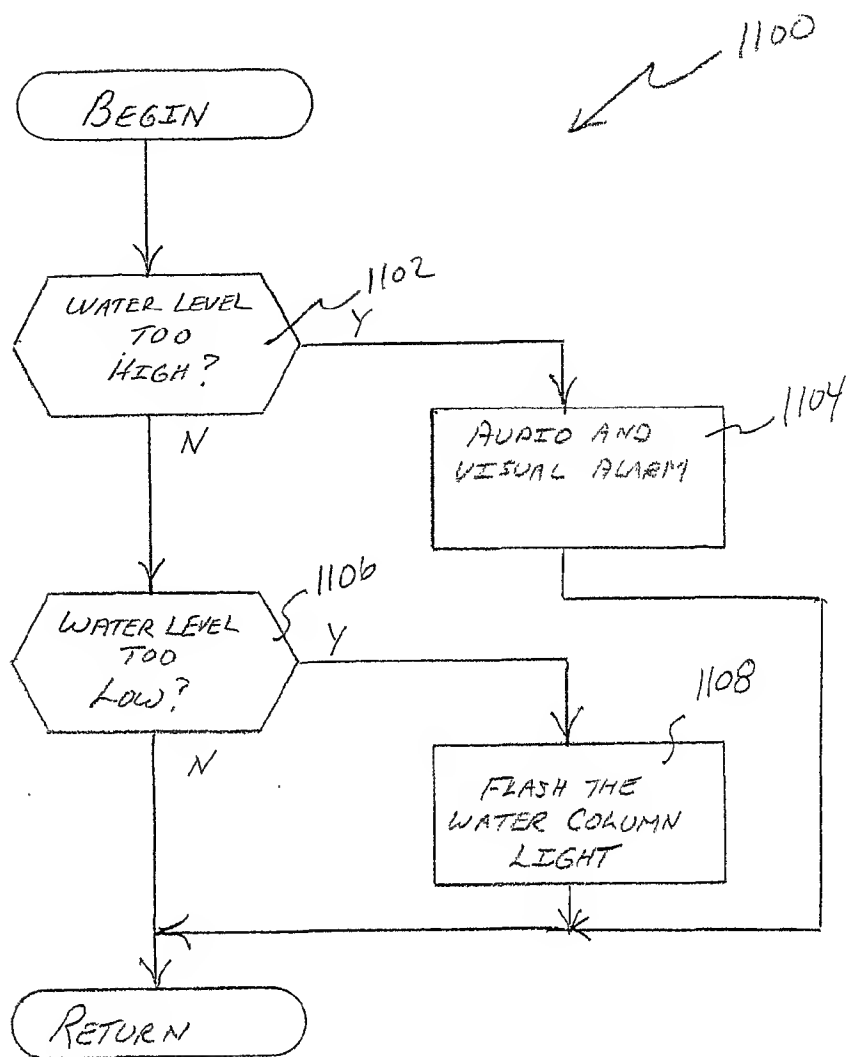 1100
BEGIN
WATER LEVEL
TOO
HIGH?
1102
Y
N
AUDIO AND
VISUAL ALARM
1104
WATER LEVEL
TOO
LOW?
1106
Y
N
1108
FLASH THE
WATER COLUMN
LIGHT
RETURN